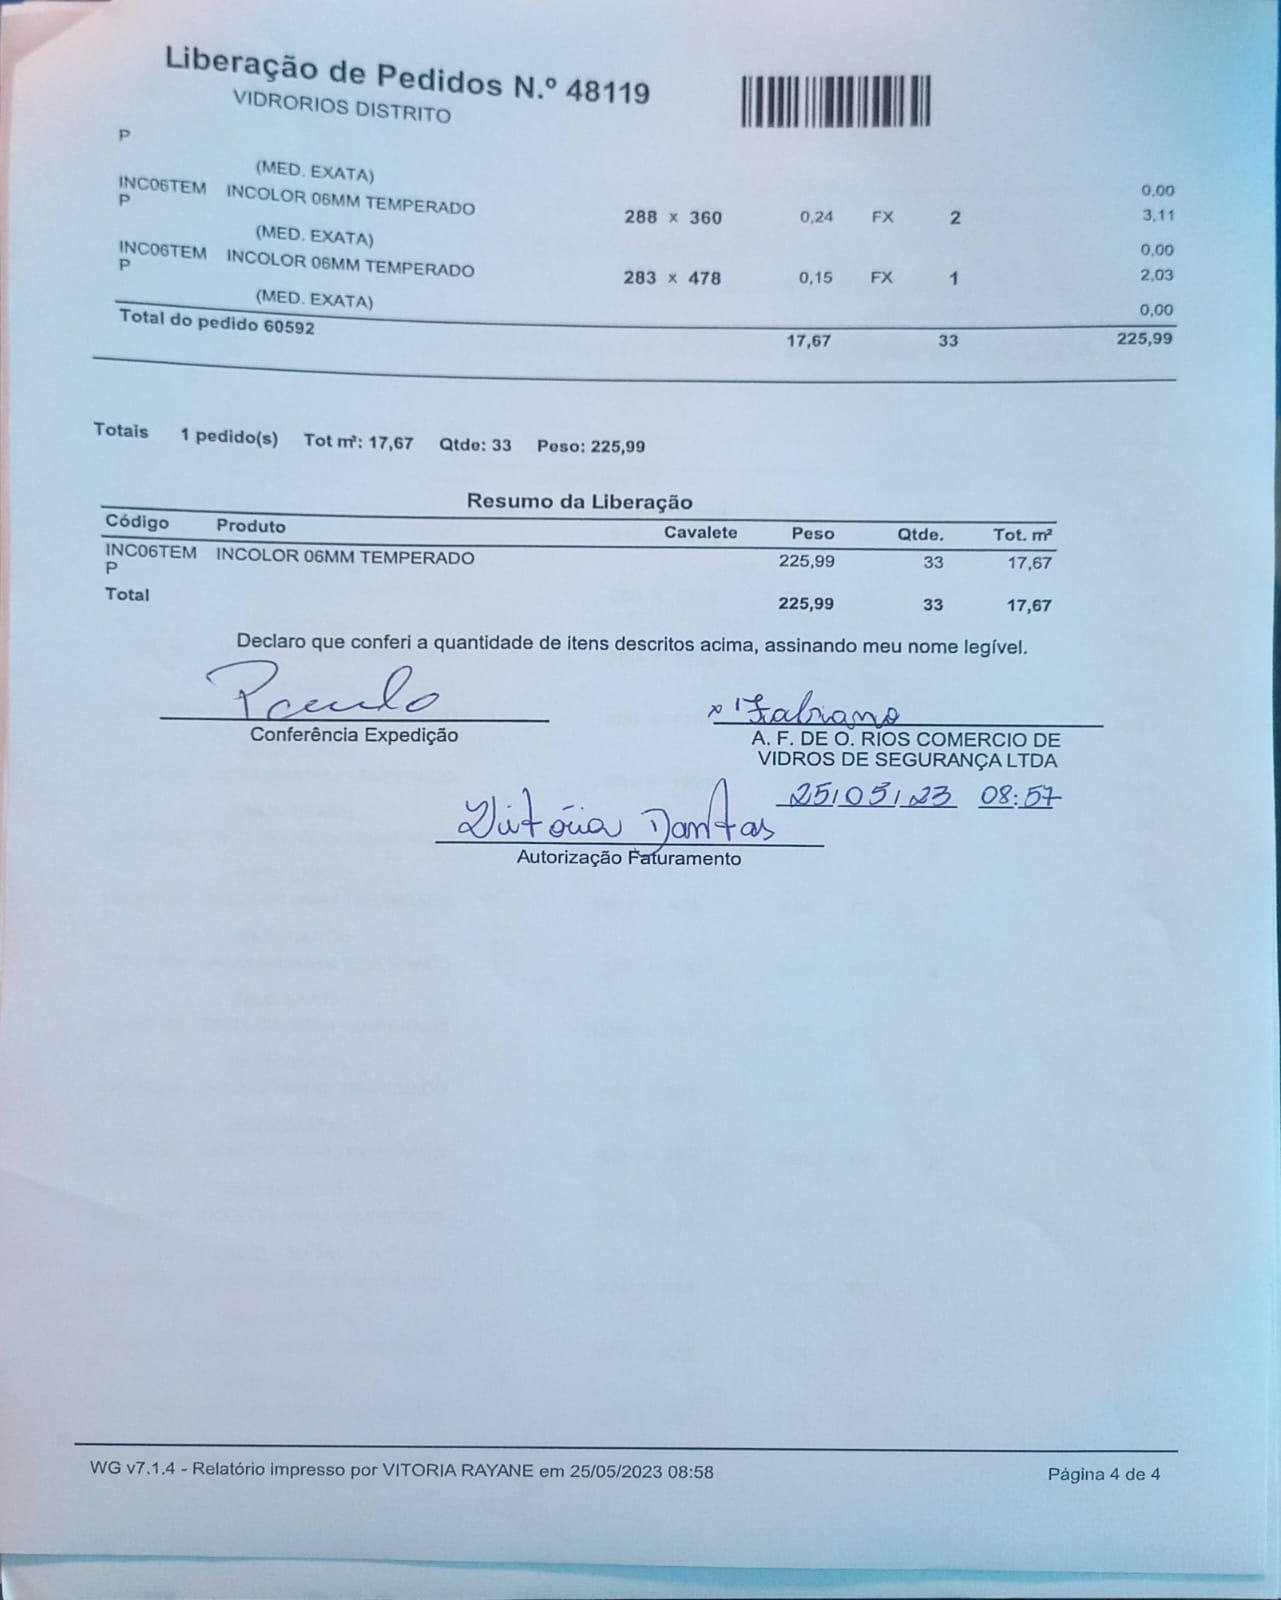 Liberação de Pedidos N.º 48119
VIDRORIOS DISTRITO
P
(MED. EXATA) 0,00
INC06TEM INCOLOR 06MM TEMPERADO 288 x 360 0,24 FX 2 3,11
P
(MED. EXATA) 0,00
INC06TEM INCOLOR 06MM TEMPERADO 283 x 478 0,15 FX 1 2,03
P
(MED. EXATA) 0,00
Total do pedido 60592 17,67 33 225,99
Totais 1 pedido(s) Tot m²: 17,67 Qtde: 33 Peso: 225,99
Resumo da Liberação
Código Produto Cavalete Peso Qtde. Tot. m²
INC06TEM INCOLOR 06MM TEMPERADO 225,99 33 17,67
P
Total 225,99 33 17,67
Declaro que conferi a quantidade de itens descritos acima, assinando meu nome legível.
Paulo x Fabiano
Conferência Expedição A. F. DE O. RIOS COMERCIO DE
VIDROS DE SEGURANÇA LTDA
25/05/23 08:57
Vitória Dantas
Autorização Faturamento
WG v7.1.4 - Relatório impresso por VITORIA RAYANE em 25/05/2023 08:58 Página 4 de 4